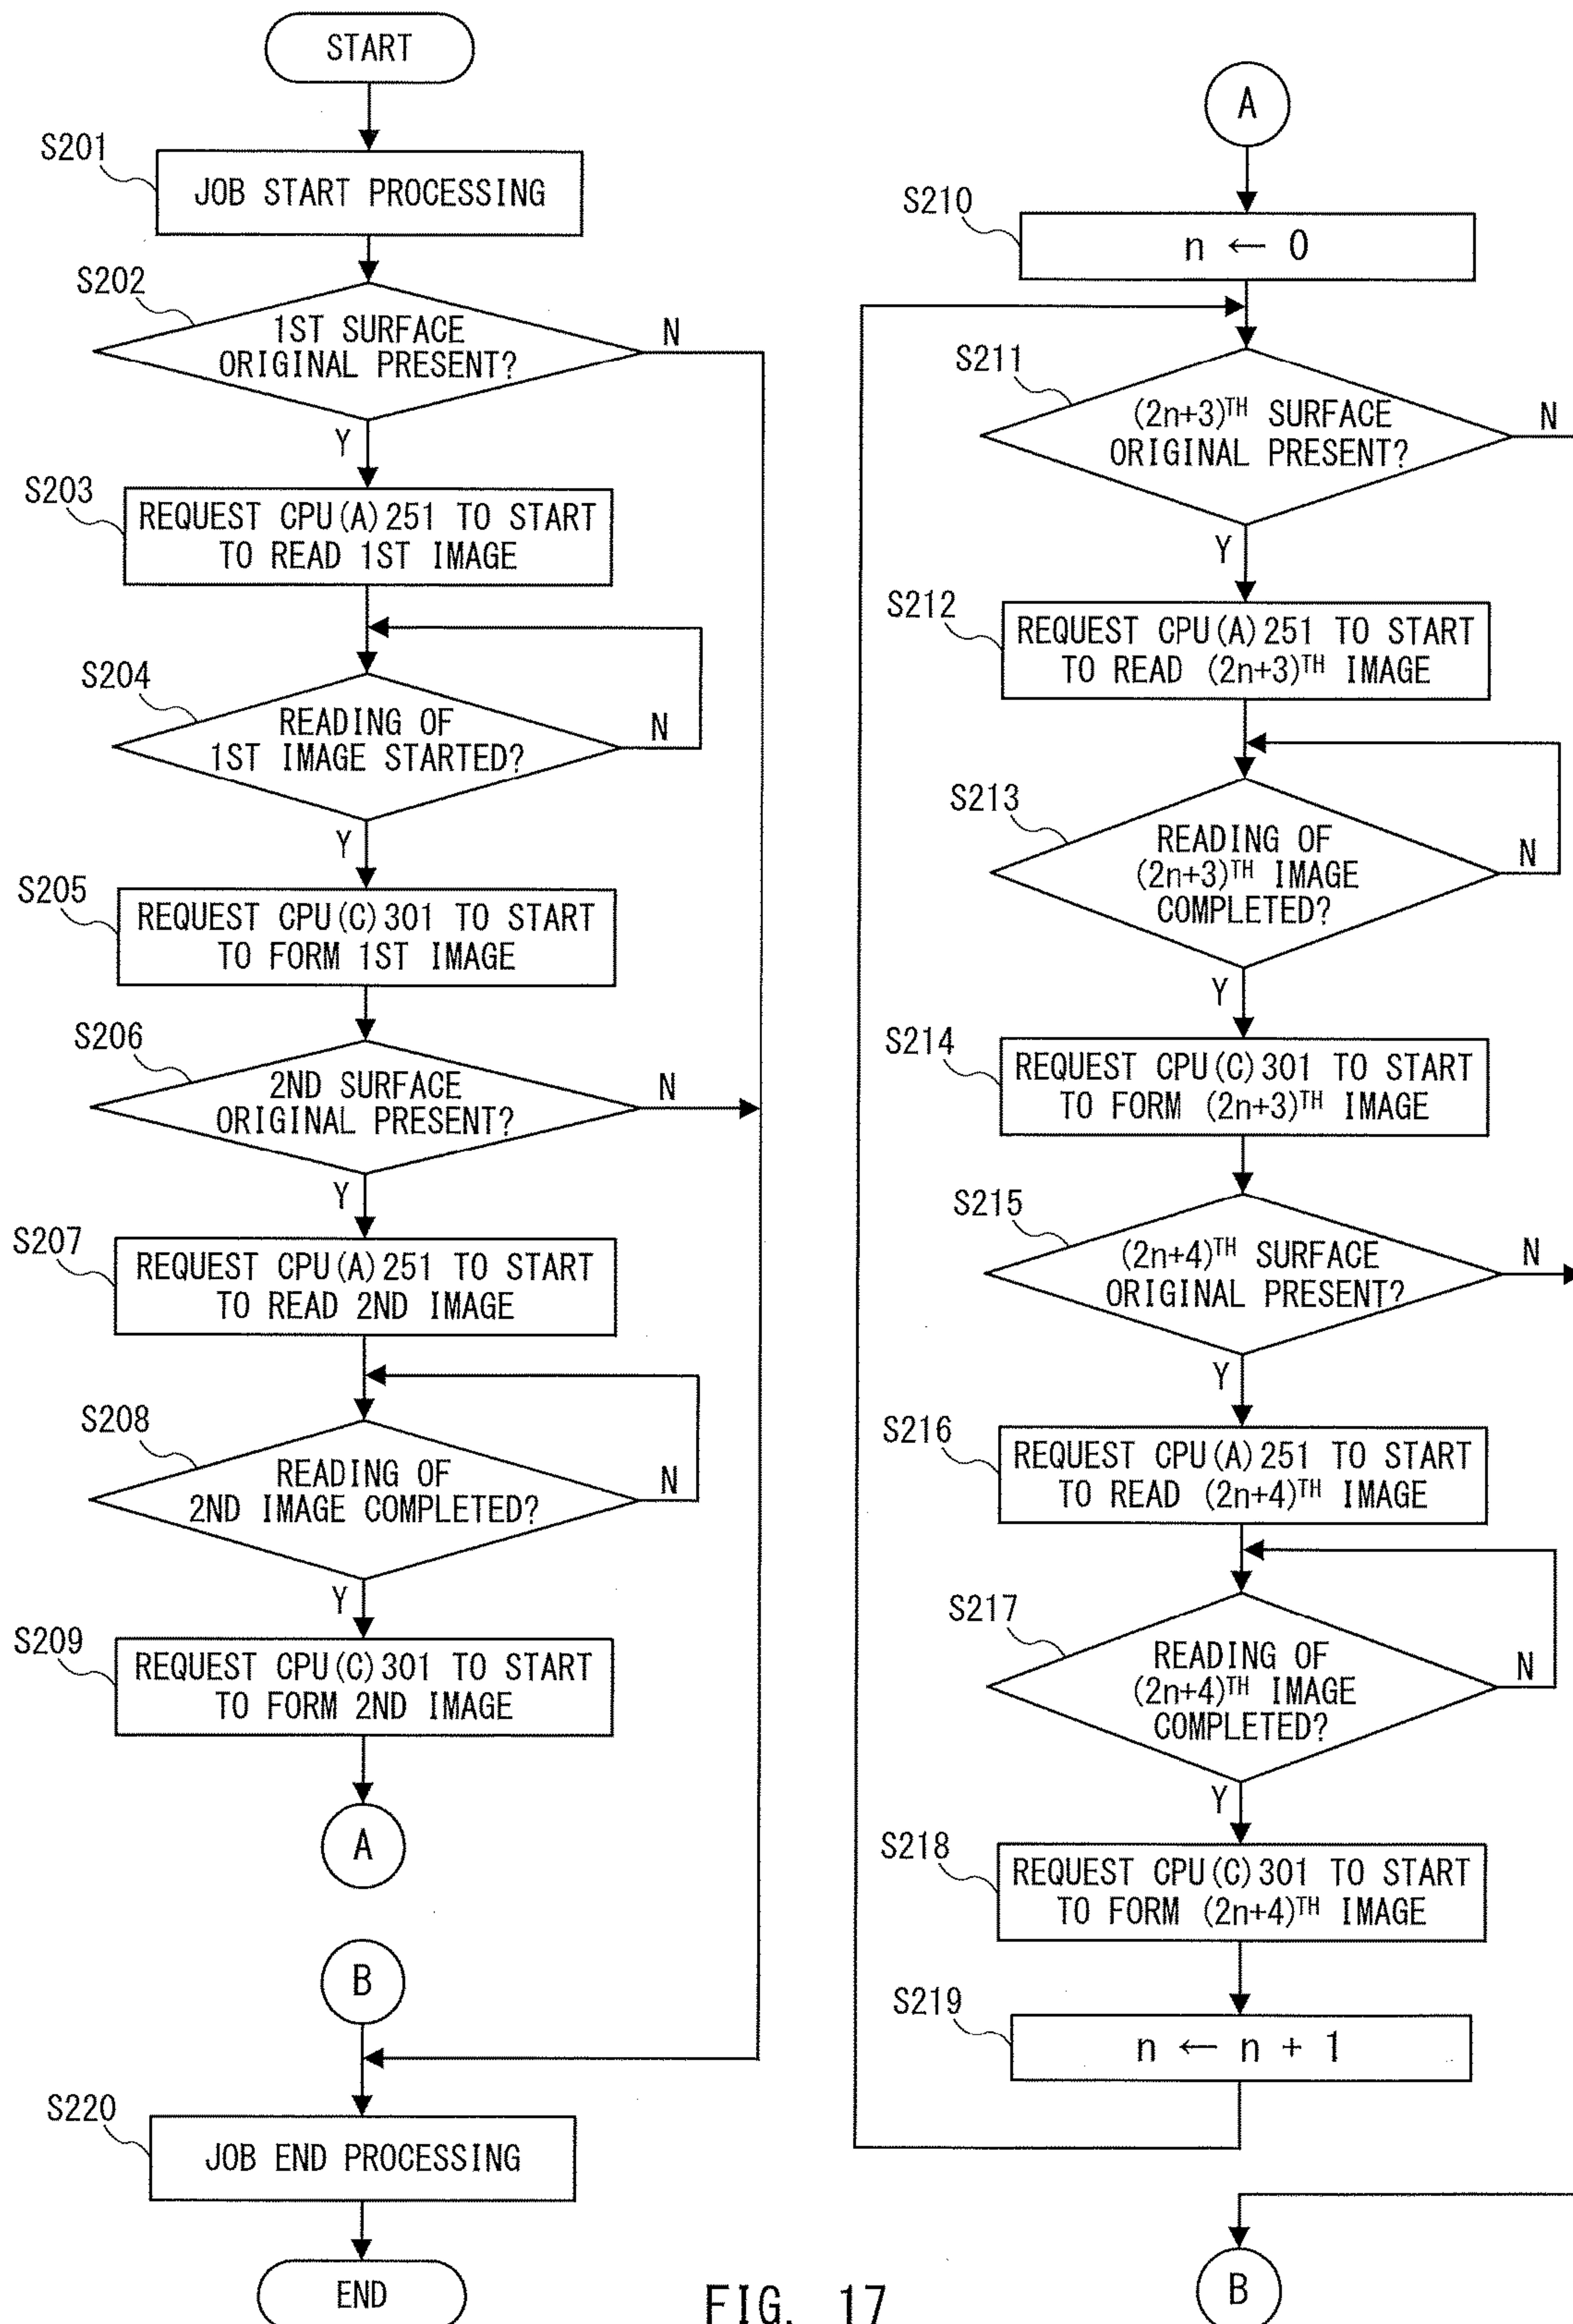 START
S201
JOB START PROCESSING
S202
1ST SURFACE
ORIGINAL PRESENT?
N
Y
S203
REQUEST CPU(A)251 TO START
TO READ 1ST IMAGE
S204
READING OF
1ST IMAGE STARTED?
N
Y
S205
REQUEST CPU(C)301 TO START
TO FORM 1ST IMAGE
S206
2ND SURFACE
ORIGINAL PRESENT?
N
Y
S207
REQUEST CPU(A)251 TO START
TO READ 2ND IMAGE
S208
READING OF
2ND IMAGE COMPLETED?
N
Y
S209
REQUEST CPU(C)301 TO START
TO FORM 2ND IMAGE
A
B
S220
JOB END PROCESSING
END
A
S210
n ← 0
S211
(2n+3)TH SURFACE
ORIGINAL PRESENT?
N
Y
S212
REQUEST CPU(A)251 TO START
TO READ (2n+3)TH IMAGE
S213
READING OF
(2n+3)TH IMAGE
COMPLETED?
N
Y
S214
REQUEST CPU(C)301 TO START
TO FORM (2n+3)TH IMAGE
S215
(2n+4)TH SURFACE
ORIGINAL PRESENT?
N
Y
S216
REQUEST CPU(A)251 TO START
TO READ (2n+4)TH IMAGE
S217
READING OF
(2n+4)TH IMAGE
COMPLETED?
N
Y
S218
REQUEST CPU(C)301 TO START
TO FORM (2n+4)TH IMAGE
S219
n ← n + 1
B
FIG. 17